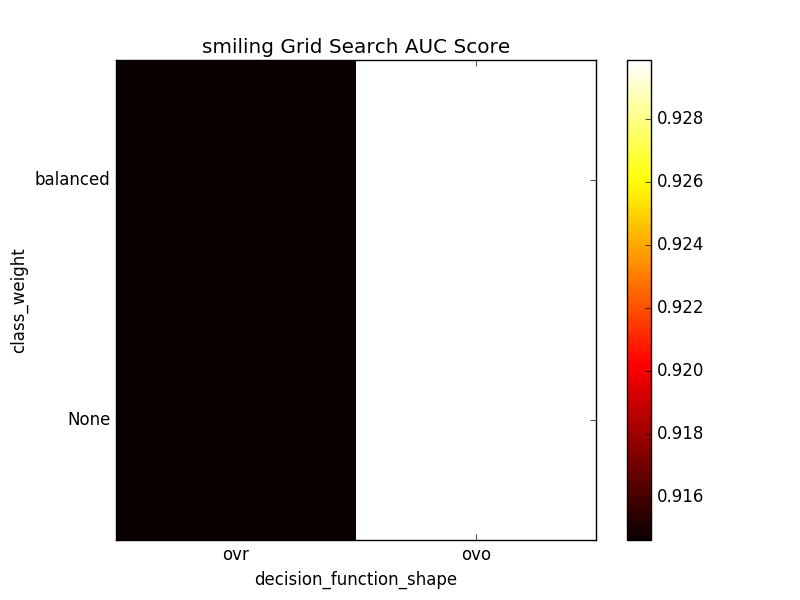 smiling Grid Search AUC Score
balanced
None
class_weight
ovr
ovo
decision_function_shape
0.928
0.926
0.924
0.922
0.920
0.918
0.916